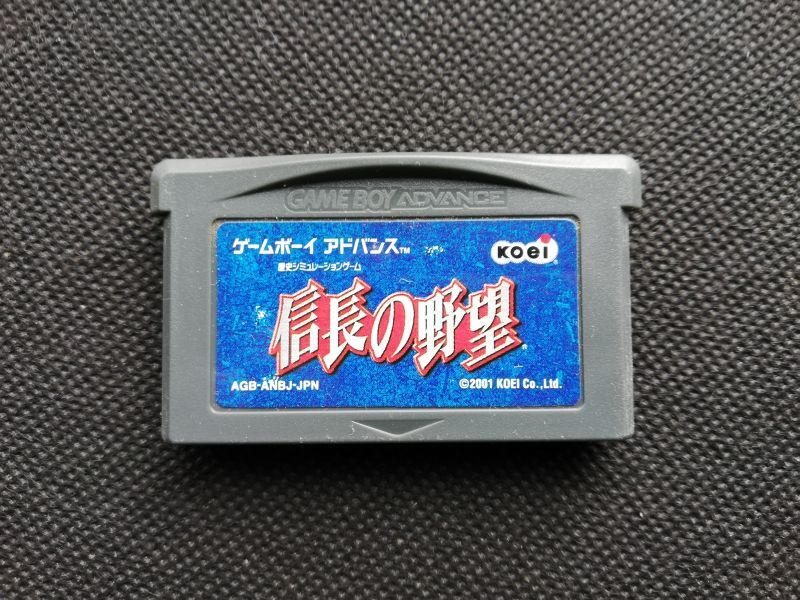 GAME BOY ADVANCE
ゲームボーイ アドバンス™
KOEI
歴史シミュレーションゲーム
信長の野望
AGB-ANBJ-JPN
©2001 KOEI Co.,Ltd.